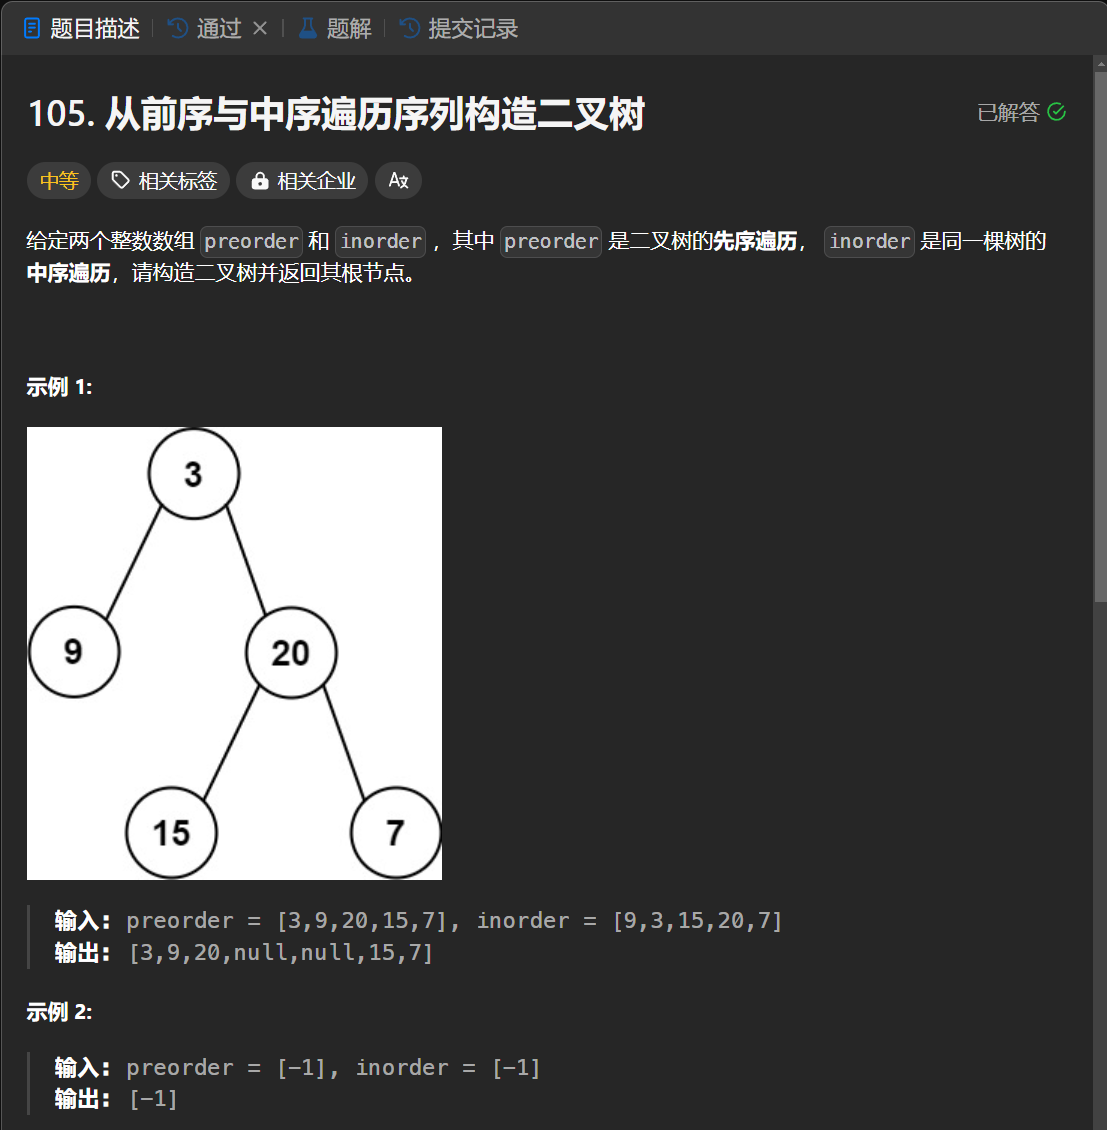 题目描述 通过 题解 提交记录
105. 从前序与中序遍历序列构造二叉树 已解答
中等 相关标签 相关企业
给定两个整数数组 preorder 和 inorder ，其中 preorder 是二叉树的先序遍历， inorder 是同一棵树的
中序遍历，请构造二叉树并返回其根节点。
示例 1:
3
9 20
15 7
输入: preorder = [3,9,20,15,7], inorder = [9,3,15,20,7]
输出: [3,9,20,null,null,15,7]
示例 2:
输入: preorder = [-1], inorder = [-1]
输出: [-1]